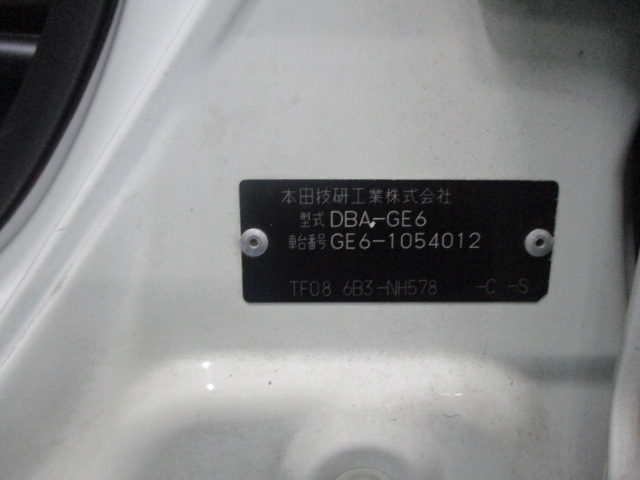 本田技研工業株式会社
型式 DBA-GE6
車台番号 GE6-1054012
TF08 6B3-NH578 -C -S